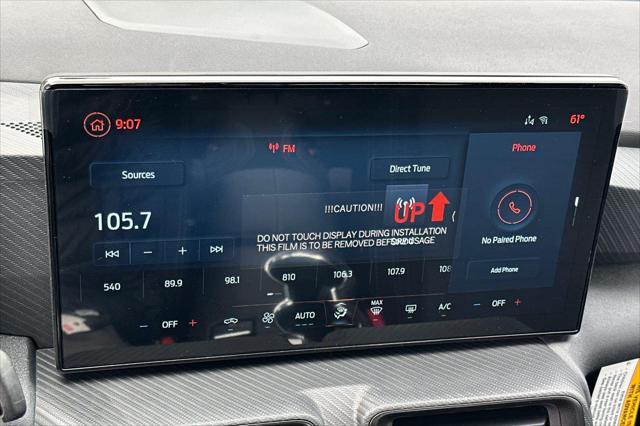 9:07
61°
FM
Phone
Sources
Direct Tune
!!!CAUTION!!!
UP
105.7
DO NOT TOUCH DISPLAY DURING INSTALLATION
THIS FILM IS TO BE REMOVED BEFORE USAGE
No Paired Phone
Add Phone
540 89.9 98.1 810 106.3 107.9 108
− OFF + AUTO MAX A/C − OFF +